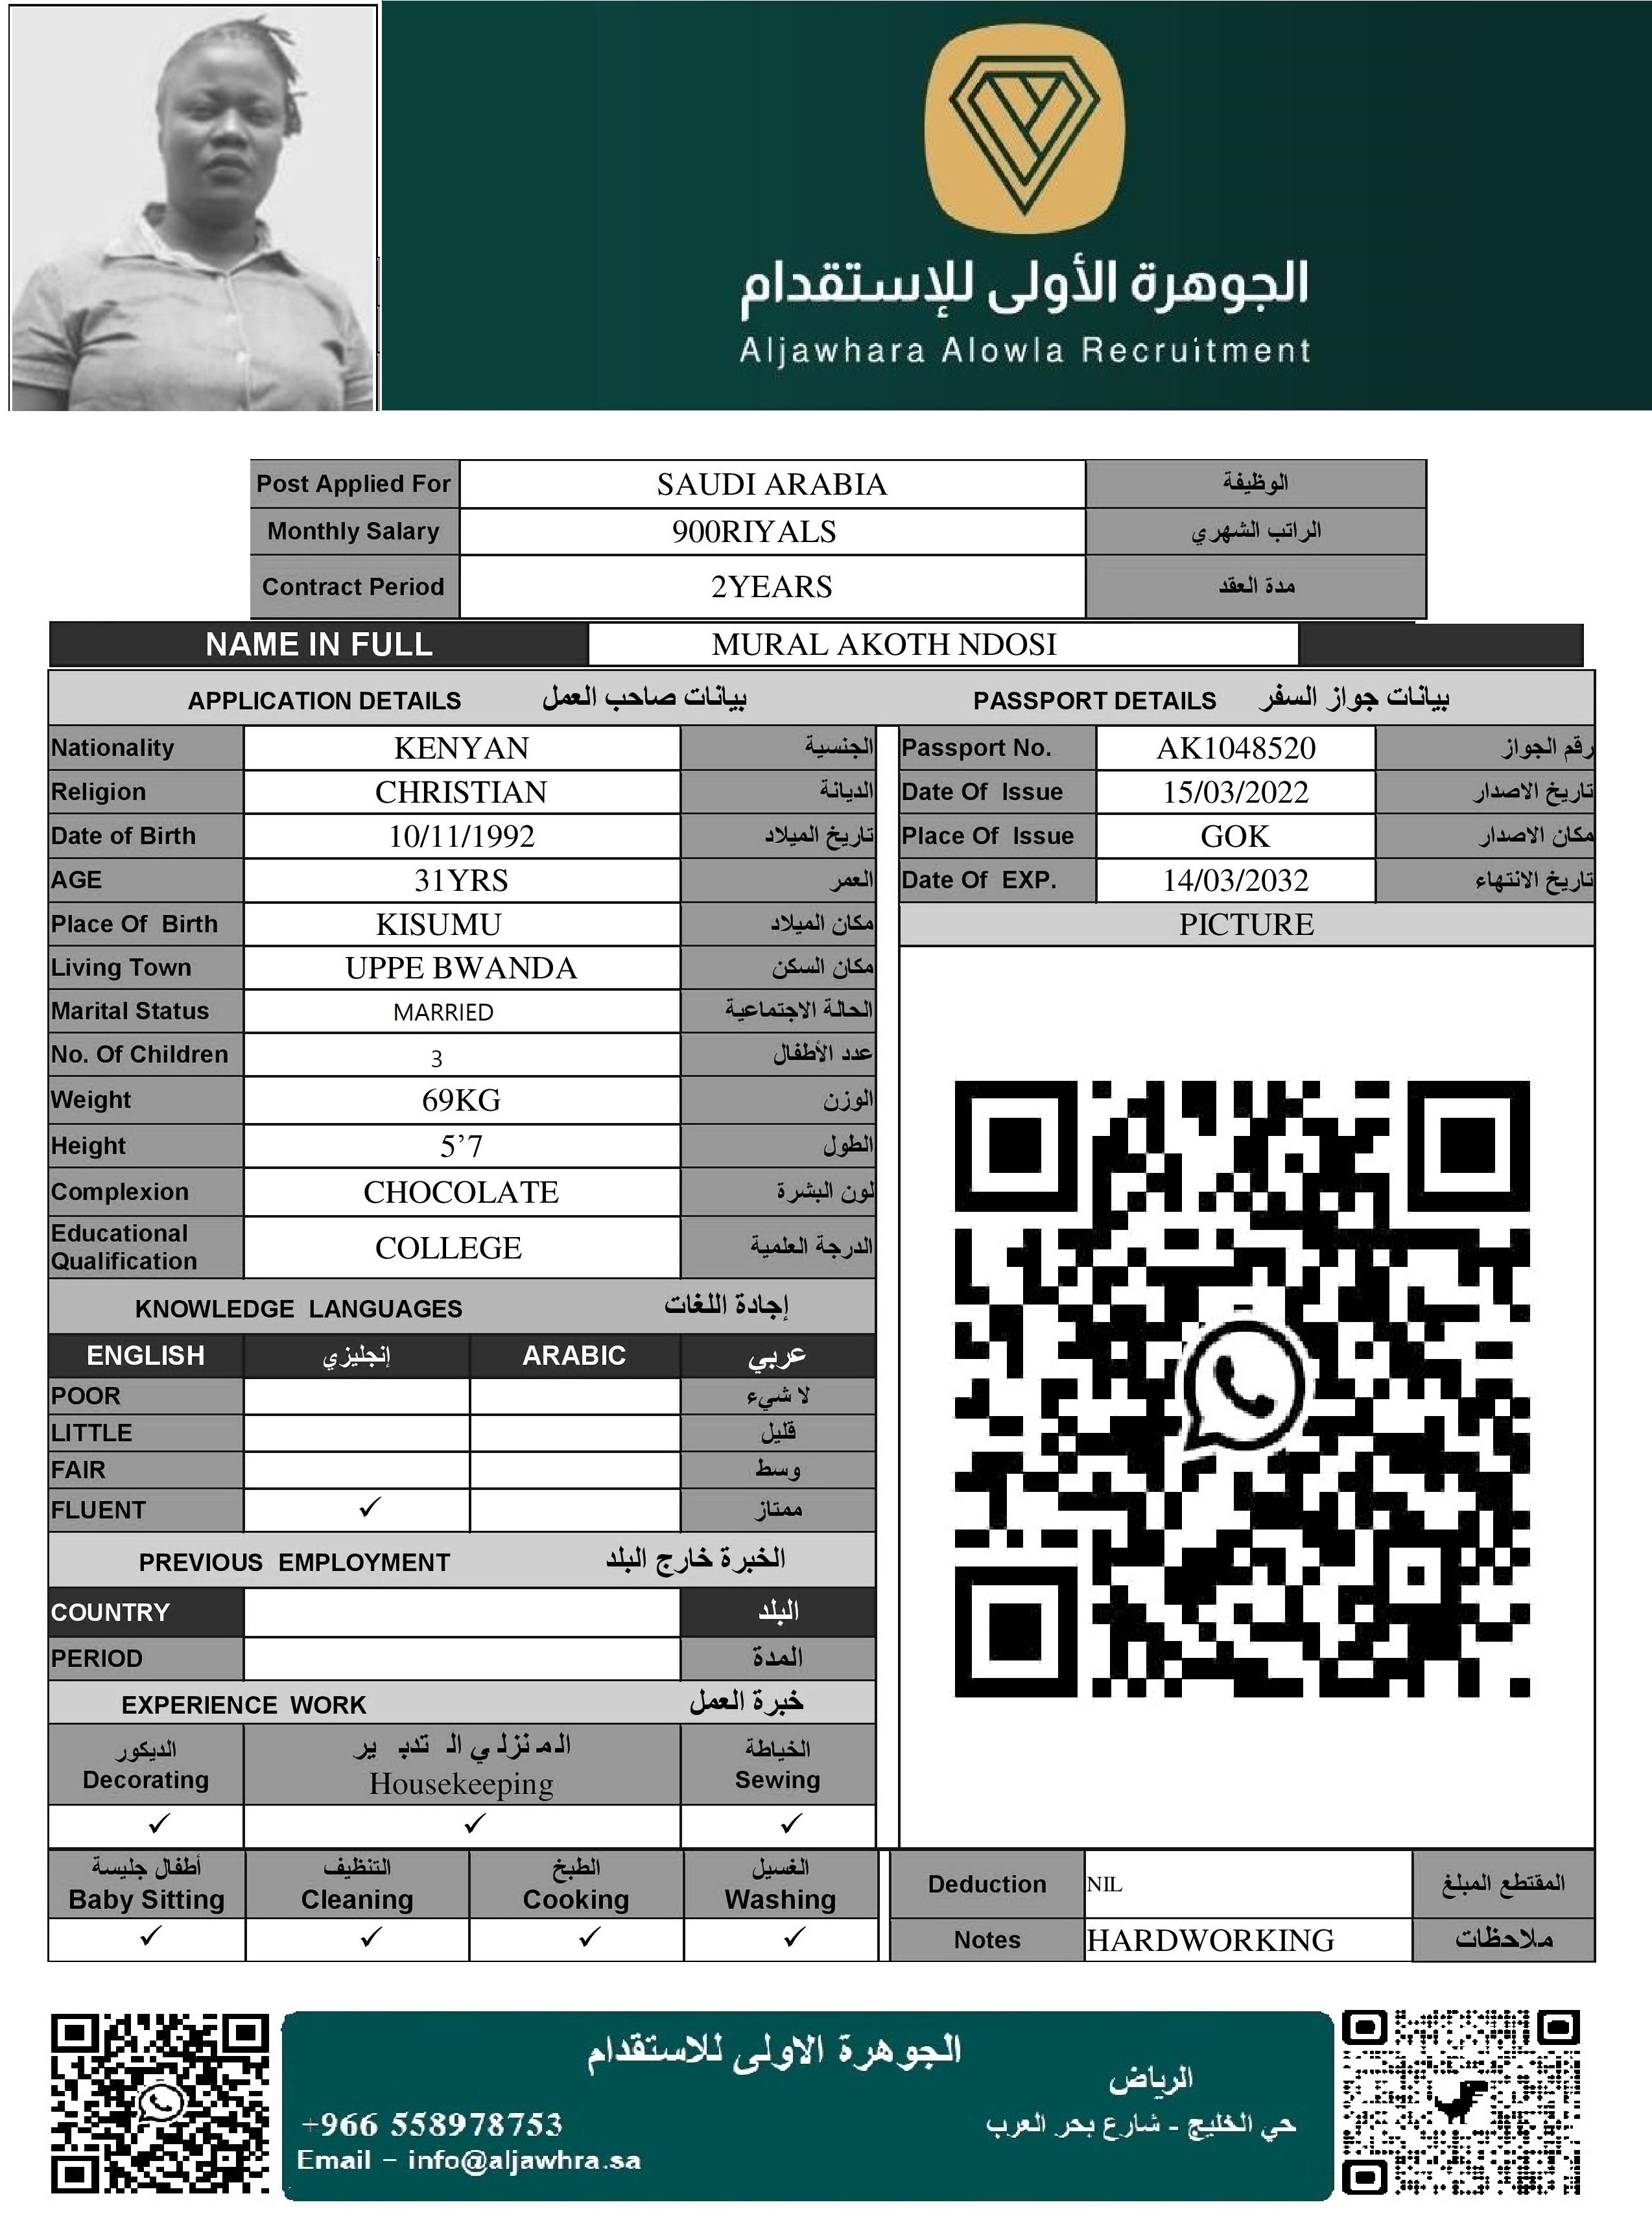 الجوهرة الأولى للإستقدام
Aljawhara Alowla Recruitment
Post Applied For SAUDI ARABIA الوظيفة
Monthly Salary 900RIYALS الراتب الشهري
Contract Period 2YEARS مدة العقد
NAME IN FULL MURAL AKOTH NDOSI
APPLICATION DETAILS بيانات صاحب العمل PASSPORT DETAILS بيانات جواز السفر
Nationality KENYAN الجنسية Passport No. AK1048520 رقم الجواز
Religion CHRISTIAN الديانة Date Of Issue 15/03/2022 تاريخ الاصدار
Date of Birth 10/11/1992 تاريخ الميلاد Place Of Issue GOK مكان الاصدار
AGE 31YRS العمر Date Of EXP. 14/03/2032 تاريخ الانتهاء
Place Of Birth KISUMU مكان الميلاد PICTURE
Living Town UPPE BWANDA مكان السكن
Marital Status MARRIED الحالة الاجتماعية
No. Of Children 3 عدد الأطفال
Weight 69KG الوزن
Height 5’7 الطول
Complexion CHOCOLATE لون البشرة
Educational Qualification COLLEGE الدرجة العلمية
KNOWLEDGE LANGUAGES إجادة اللغات
ENGLISH إنجليزي ARABIC عربي
POOR لا شيء
LITTLE قليل
FAIR وسط
FLUENT ✓ ممتاز
PREVIOUS EMPLOYMENT الخبرة خارج البلد
COUNTRY البلد
PERIOD المدة
EXPERIENCE WORK خبرة العمل
الديكور المنزلي ال تدب ير الخياطة
Decorating Housekeeping Sewing
✓ ✓ ✓
أطفال جليسة التنظيف الطبخ الغسيل
Baby Sitting Cleaning Cooking Washing
✓ ✓ ✓ ✓
Deduction NIL المقتطع المبلغ
Notes HARDWORKING ملاحظات
الجوهرة الاولى للاستقدام
الرياض
حي الخليج - شارع بحر العرب
+966 558978753
Email - info@aljawhra.sa